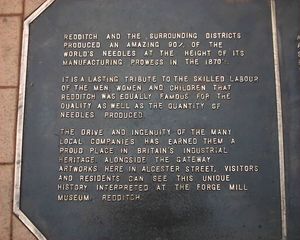 REDDITCH AND THE SURROUNDING DISTRICTS
PRODUCED AN AMAZING 90% OF THE
WORLD'S NEEDLES AT THE HEIGHT OF ITS
MANUFACTURING PROWESS IN THE 1870'S.
IT IS A LASTING TRIBUTE TO THE SKILLED LABOUR
OF THE MEN, WOMEN AND CHILDREN THAT
REDDITCH WAS EQUALLY FAMOUS FOR THE
QUALITY AS WELL AS THE QUANTITY OF
NEEDLES PRODUCED.
THE DRIVE AND INGENUITY OF THE MANY
LOCAL COMPANIES HAS EARNED THEM A
PROUD PLACE IN BRITAIN'S INDUSTRIAL
HERITAGE. ALONGSIDE THE GATEWAY
ARTWORKS HERE IN ALCESTER STREET, VISITORS
AND RESIDENTS CAN SEE THIS UNIQUE
HISTORY INTERPRETED AT THE FORGE MILL
MUSEUM, REDDITCH.